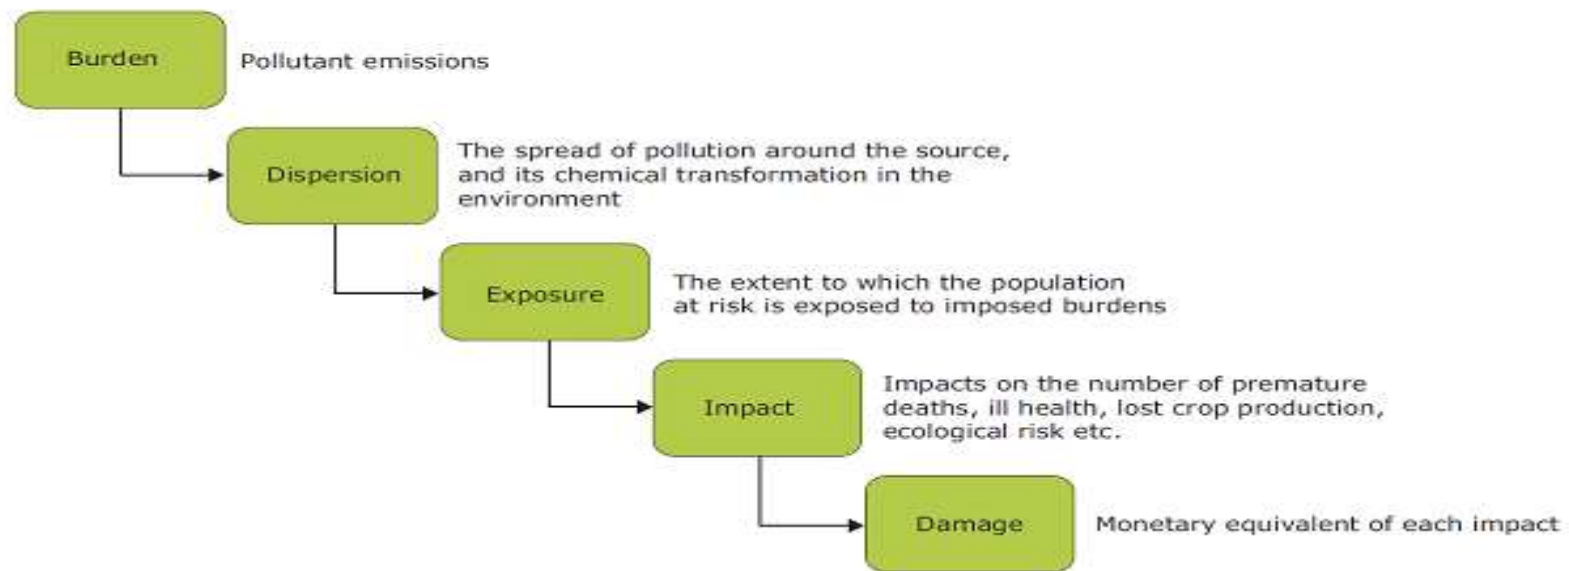 Burden
Pollutant emissions
Dispersion
The spread of pollution around the source,
and its chemical transformation in the
environment
Exposure
The extent to which the population
at risk is exposed to imposed burdens
Impact
Impacts on the number of premature
deaths, ill health, lost crop production,
ecological risk etc.
Damage
Monetary equivalent of each impact